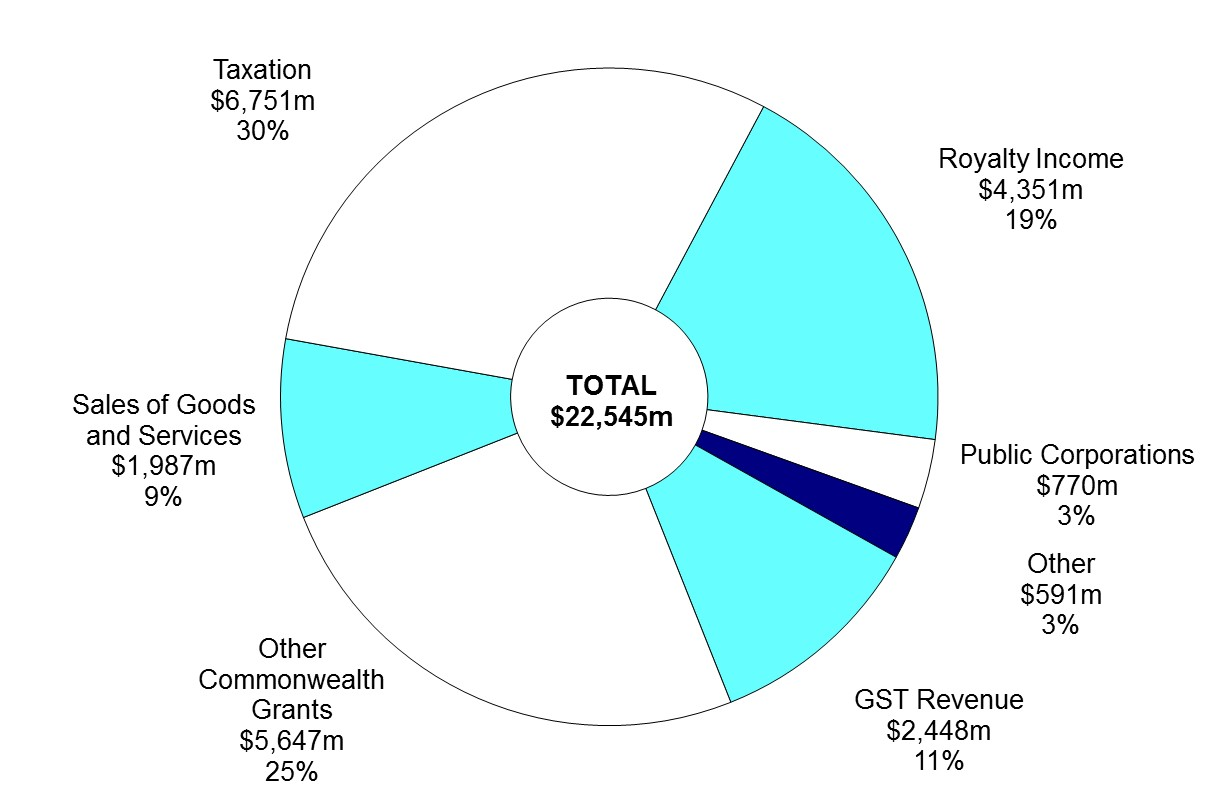 Taxation
$6,751m
30%
Royalty Income
$4,351m
19%
TOTAL
$22,545m
Sales of Goods
and Services
$1,987m
9%
Public Corporations
$770m
3%
Other
$591m
3%
Other
Commonwealth
Grants
$5,647m
25%
GST Revenue
$2,448m
11%